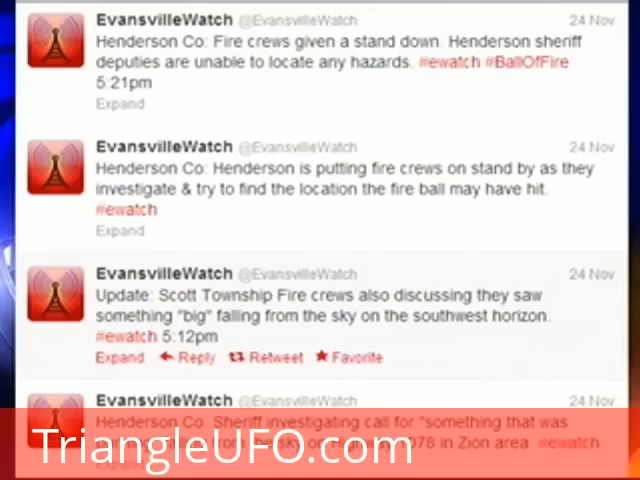 EvansvilleWatch @EvansvilleWatch 24 Nov
Henderson Co: Fire crews given a stand down. Henderson sheriff
deputies are unable to locate any hazards. #ewatch #BallOfFire
5:21pm
Expand
EvansvilleWatch @EvansvilleWatch 24 Nov
Henderson Co: Henderson is putting fire crews on stand by as they
investigate & try to find the location the fire ball may have hit.
#ewatch
Expand
EvansvilleWatch @EvansvilleWatch 24 Nov
Update: Scott Township Fire crews also discussing they saw
something "big" falling from the sky on the southwest horizon.
#ewatch 5:12pm
Expand Reply Retweet Favorite
EvansvilleWatch @EvansvilleWatch 24 Nov
Henderson Co: Sheriff investigating call for "something that was
from the sky on 1078 in Zion area #ewatch
TriangleUFO.com